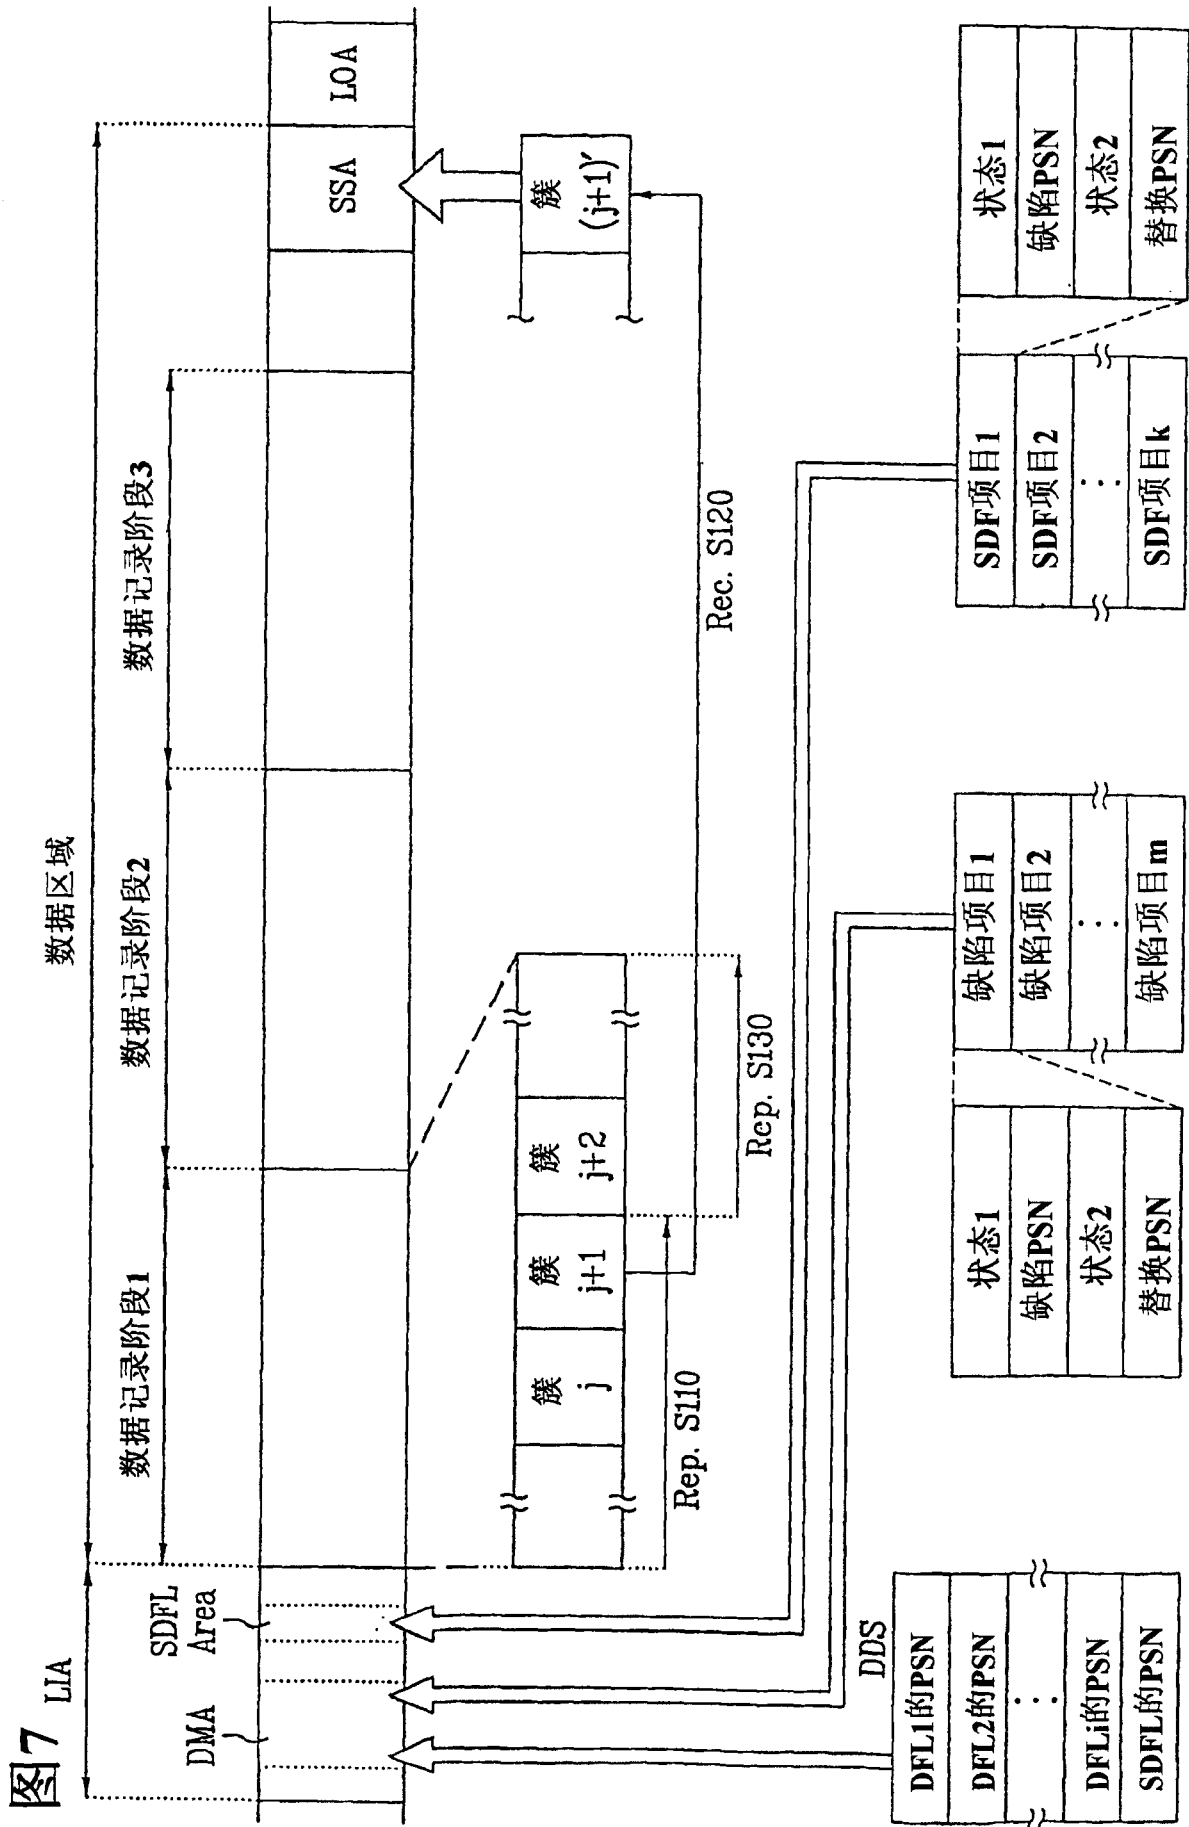 图7
LIA
数据区域
数据记录阶段1
数据记录阶段2
数据记录阶段3
DMA
SDFL
Area
SSA
LOA
簇
j
簇
j+1
簇
j+2
簇
(j+1)′
Rep. S110
Rep. S130
Rec. S120
DDS
DFL1的PSN
DFL2的PSN
...
DFLi的PSN
SDFL的PSN
状态1
缺陷PSN
状态2
替换PSN
缺陷项目1
缺陷项目2
...
缺陷项目m
SDF项目1
SDF项目2
...
SDF项目k
状态1
缺陷PSN
状态2
替换PSN